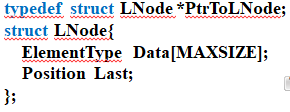 typedef struct LNode *PtrToLNode;
struct LNode{
ElementType Data[MAXSIZE];
Position Last;
};